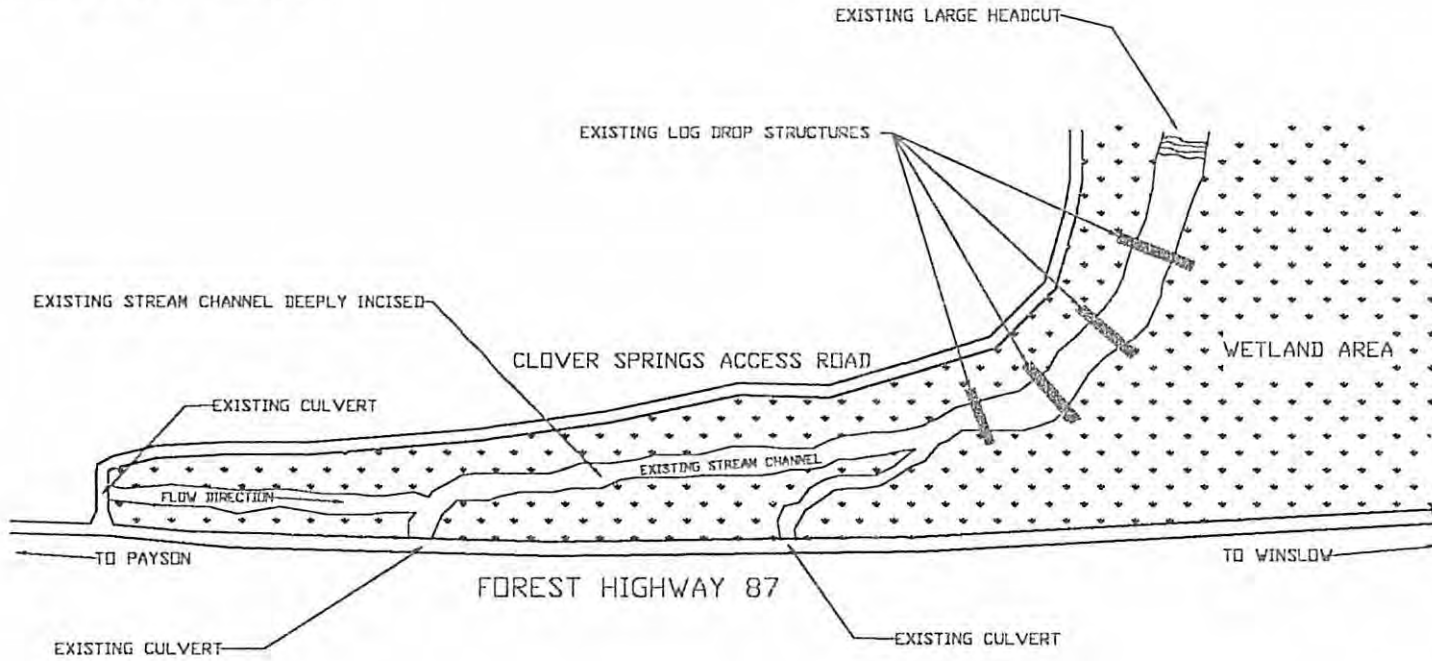 EXISTING LARGE HEADCUT
EXISTING LOG DROP STRUCTURES
EXISTING STREAM CHANNEL DEEPLY INCISED
CLOVER SPRINGS ACCESS ROAD
WETLAND AREA
EXISTING CULVERT
EXISTING STREAM CHANNEL
FLOW DIRECTION
TO PAYSON
TO WINSLOW
FOREST HIGHWAY 87
EXISTING CULVERT
EXISTING CULVERT